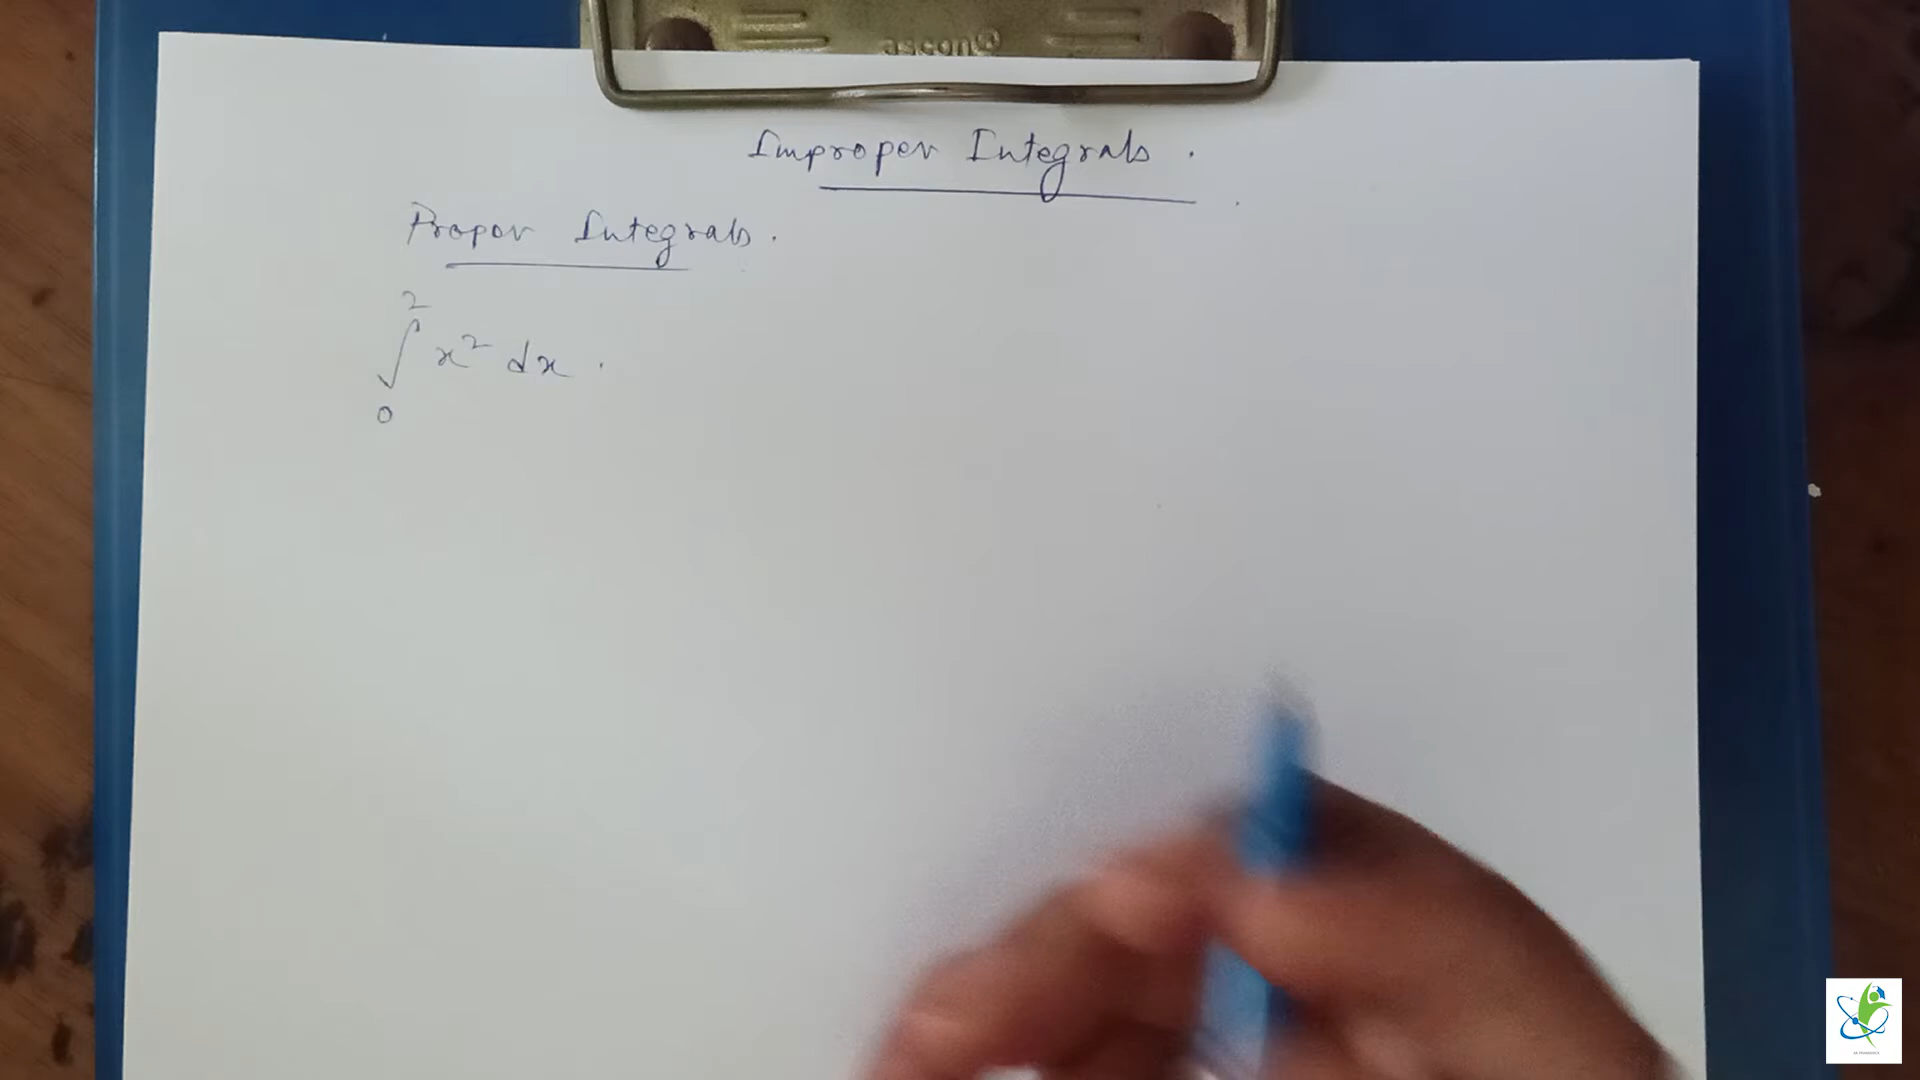 ascon®
Improper Integrals.
Proper Integrals.
2
∫ x² dx.
0